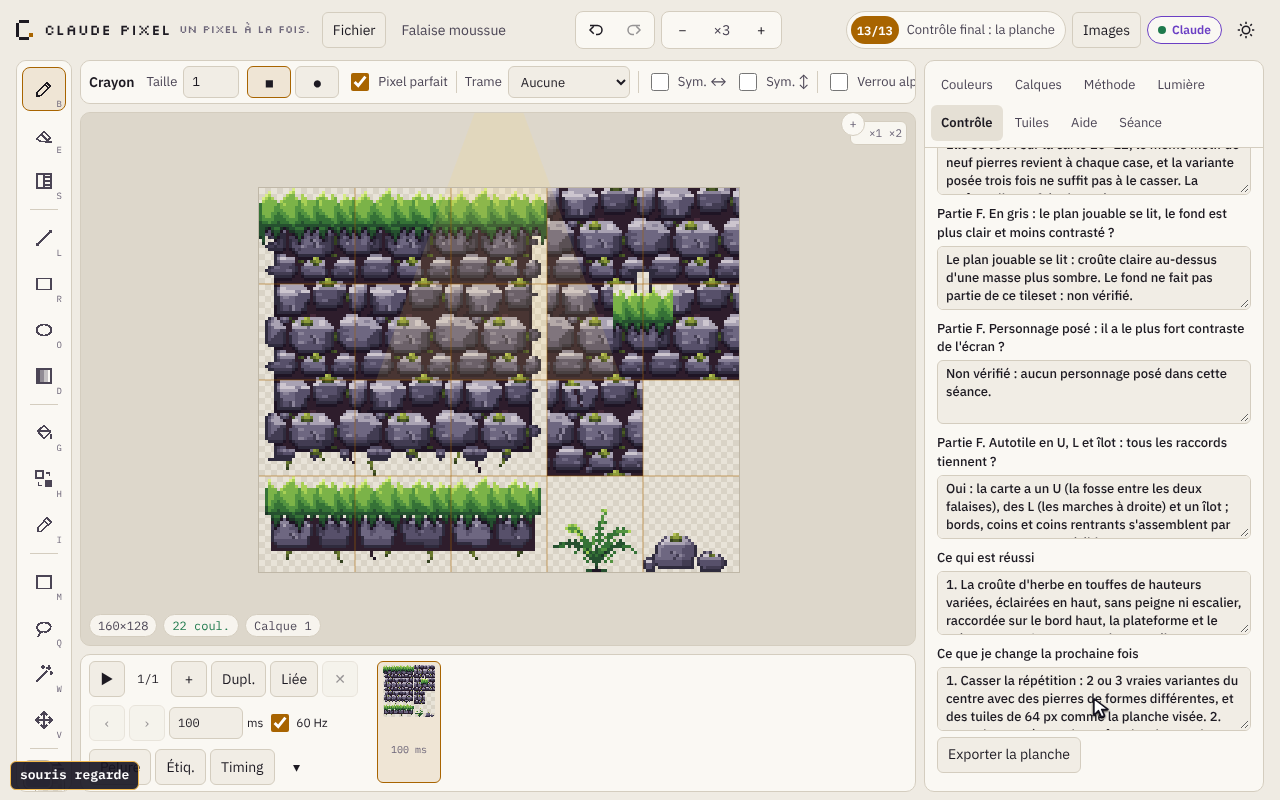 CLAUDE PIXEL UN PIXEL À LA FOIS.
Fichier
Falaise moussue
− ×3 +
13/13 Contrôle final : la planche
Images
Claude
Crayon Taille 1
Pixel parfait
Trame Aucune
Sym. ↔
Sym. ↕
Verrou alp
Couleurs Calques Méthode Lumière
Contrôle Tuiles Aide Séance
B
E
S
L
R
O
D
G
H
I
M
Q
W
V
+ ×1 ×2
neuf pierres revient à chaque case, et la variante
posée trois fois ne suffit pas à le casser. La
Partie F. En gris : le plan jouable se lit, le fond est
plus clair et moins contrasté ?
Le plan jouable se lit : croûte claire au-dessus
d'une masse plus sombre. Le fond ne fait pas
partie de ce tileset : non vérifié.
Partie F. Personnage posé : il a le plus fort contraste
de l'écran ?
Non vérifié : aucun personnage posé dans cette
séance.
Partie F. Autotile en U, L et îlot : tous les raccords
tiennent ?
Oui : la carte a un U (la fosse entre les deux
falaises), des L (les marches à droite) et un îlot ;
bords, coins et coins rentrants s'assemblent par
Ce qui est réussi
1. La croûte d'herbe en touffes de hauteurs
variées, éclairées en haut, sans peigne ni escalier,
raccordée sur le bord haut, la plateforme et le
Ce que je change la prochaine fois
1. Casser la répétition : 2 ou 3 vraies variantes du
centre avec des pierres de formes différentes, et
des tuiles de 64 px comme la planche visée. 2.
Exporter la planche
160×128 22 coul. Calque 1
1/1 + Dupl. Liée ×
‹ › 100 ms 60 Hz
Étiq. Timing
100 ms
souris regarde